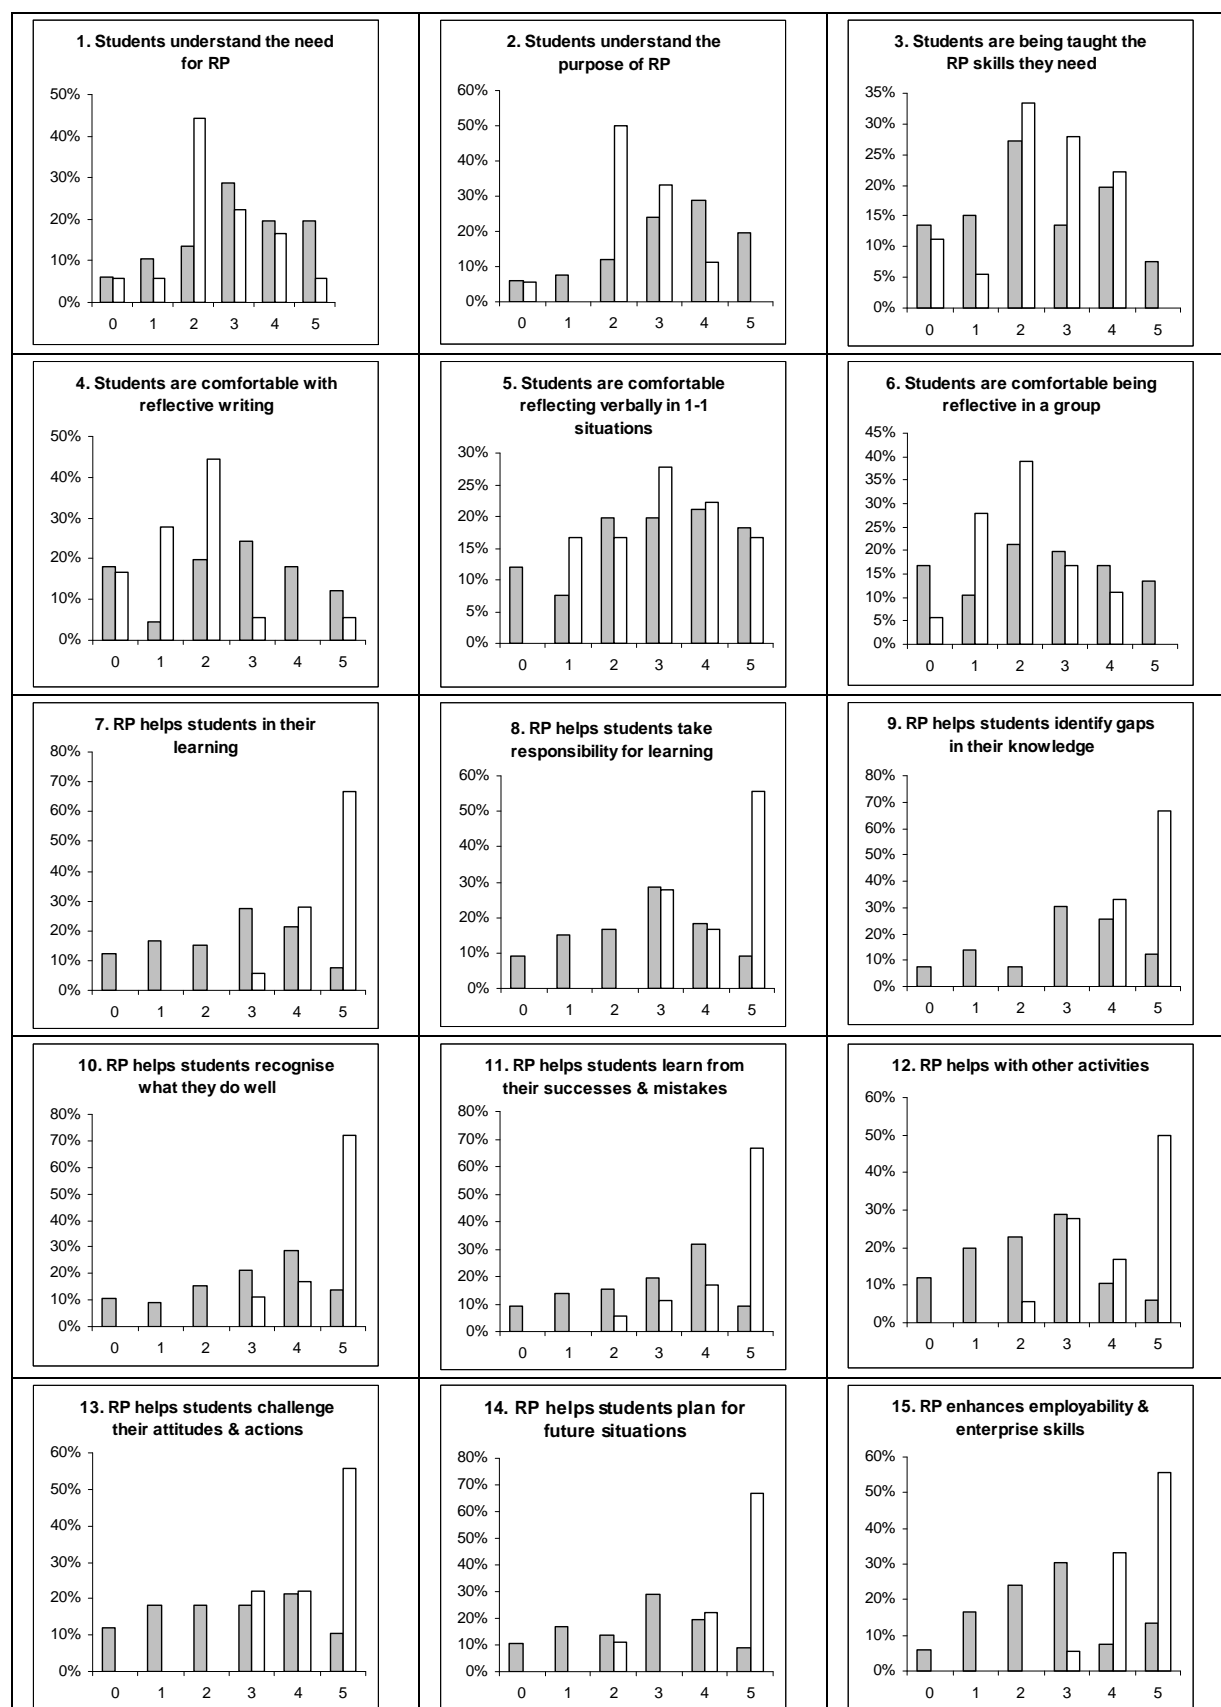 1. Students understand the need
for RP
50%
40%
30%
20%
10%
0%
0 1 2 3 4 5
2. Students understand the
purpose of RP
60%
50%
40%
30%
20%
10%
0%
0 1 2 3 4 5
3. Students are being taught the
RP skills they need
35%
30%
25%
20%
15%
10%
5%
0%
0 1 2 3 4 5
4. Students are comfortable with
reflective writing
50%
40%
30%
20%
10%
0%
0 1 2 3 4 5
5. Students are comfortable
reflecting verbally in 1-1
situations
30%
25%
20%
15%
10%
5%
0%
0 1 2 3 4 5
6. Students are comfortable being
reflective in a group
45%
40%
35%
30%
25%
20%
15%
10%
5%
0%
0 1 2 3 4 5
7. RP helps students in their
learning
80%
70%
60%
50%
40%
30%
20%
10%
0%
0 1 2 3 4 5
8. RP helps students take
responsibility for learning
60%
50%
40%
30%
20%
10%
0%
0 1 2 3 4 5
9. RP helps students identify gaps
in their knowledge
80%
70%
60%
50%
40%
30%
20%
10%
0%
0 1 2 3 4 5
10. RP helps students recognise
what they do well
80%
70%
60%
50%
40%
30%
20%
10%
0%
0 1 2 3 4 5
11. RP helps students learn from
their successes & mistakes
80%
70%
60%
50%
40%
30%
20%
10%
0%
0 1 2 3 4 5
12. RP helps with other activities
60%
50%
40%
30%
20%
10%
0%
0 1 2 3 4 5
13. RP helps students challenge
their attitudes & actions
60%
50%
40%
30%
20%
10%
0%
0 1 2 3 4 5
14. RP helps students plan for
future situations
80%
70%
60%
50%
40%
30%
20%
10%
0%
0 1 2 3 4 5
15. RP enhances employability &
enterprise skills
60%
50%
40%
30%
20%
10%
0%
0 1 2 3 4 5